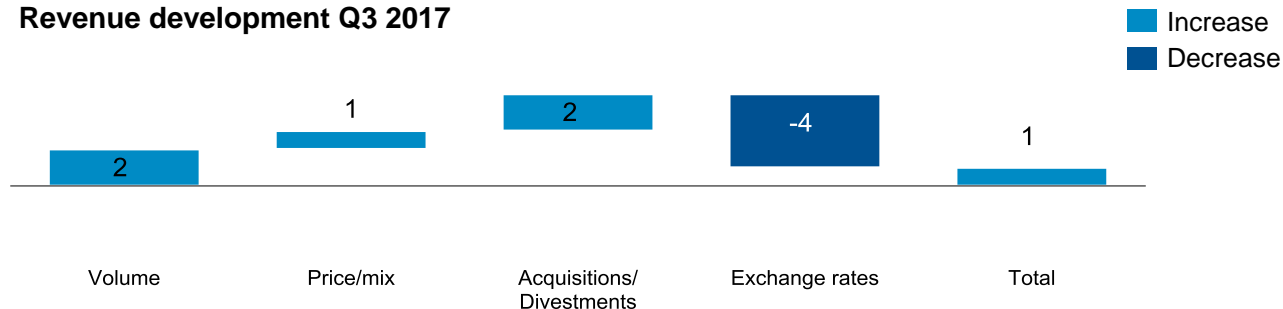 Revenue development Q3 2017
Increase
Decrease
2
1
2
-4
1
Volume
Price/mix
Acquisitions/
Divestments
Exchange rates
Total